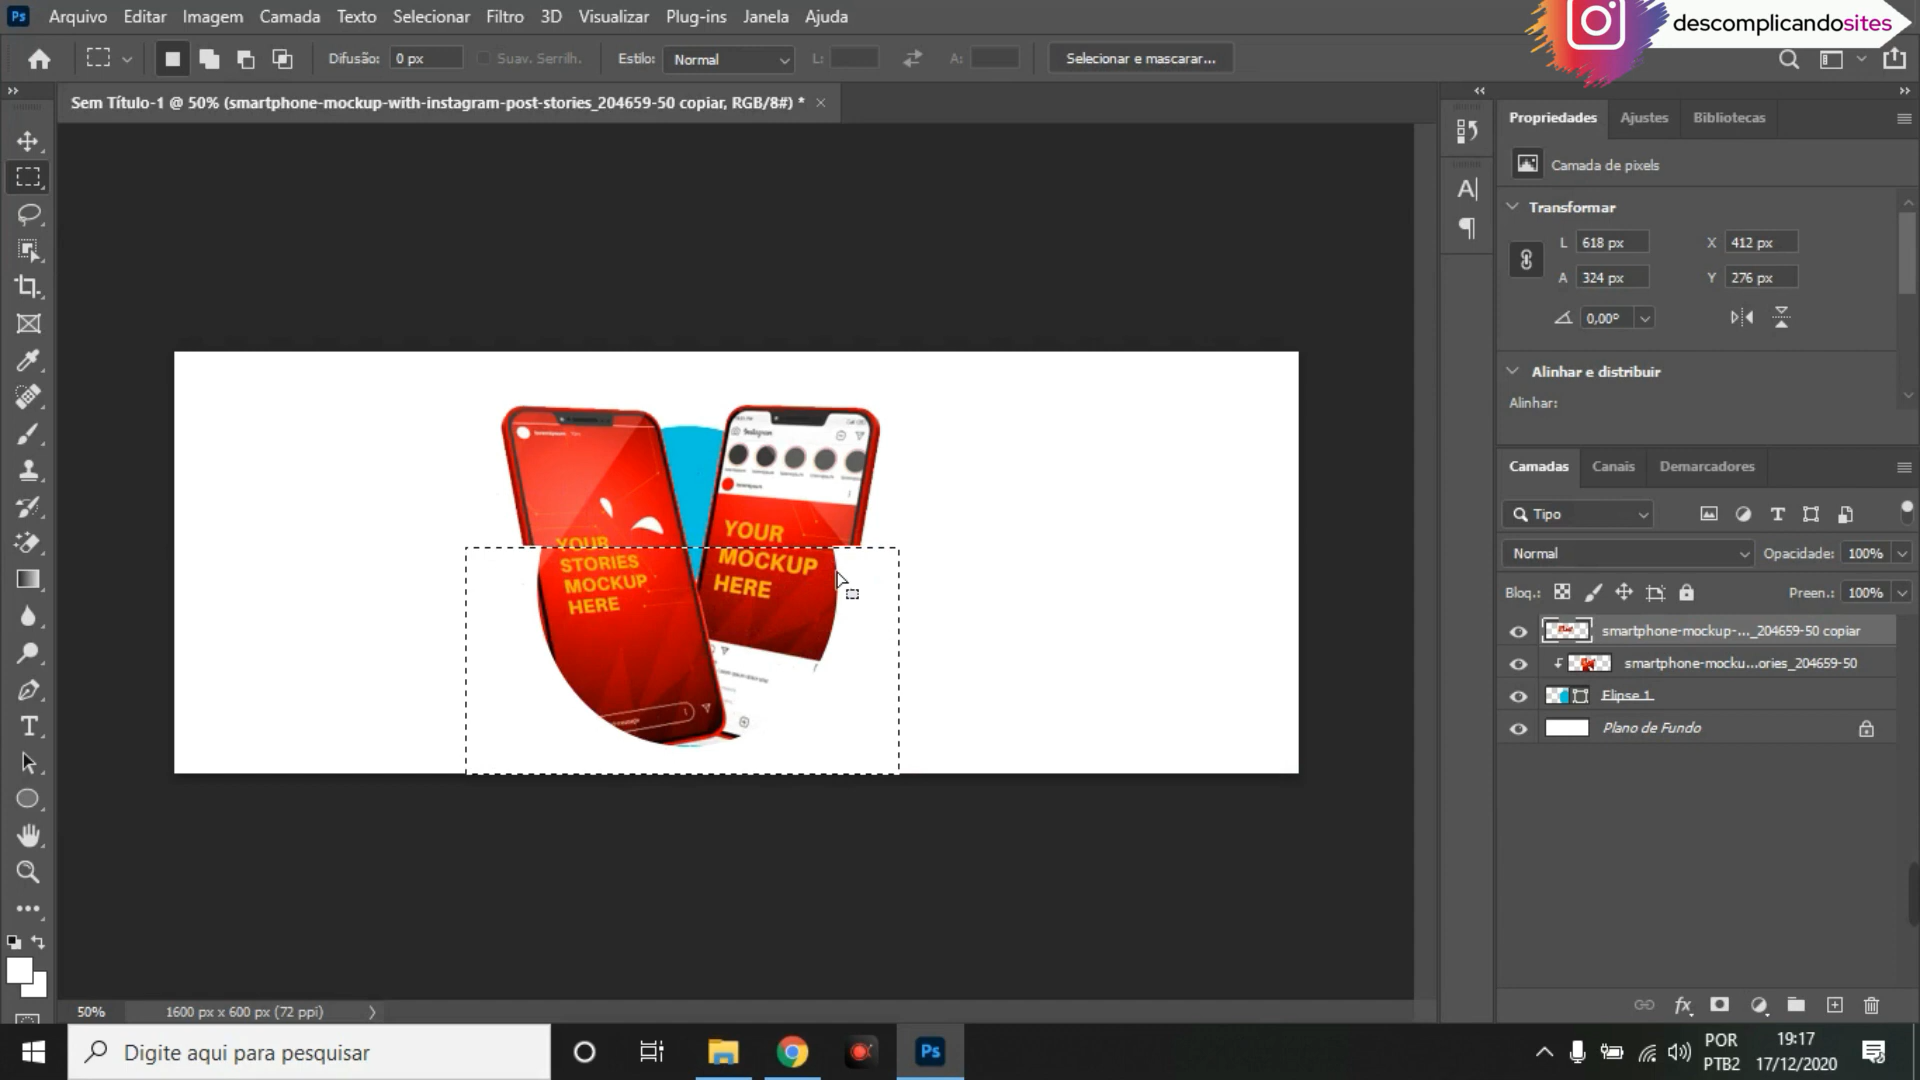 Ps Arquivo Editar Imagem Camada Texto Selecionar Filtro 3D Visualizar Plug-ins Janela Ajuda
descomplicandosites
Difusão: 0 px Suav. Serrilh. Estilo: Normal L: A: Selecionar e mascarar...
Sem Título-1 @ 50% (smartphone-mockup-with-instagram-post-stories_204659-50 copiar, RGB/8#) *
Propriedades Ajustes Bibliotecas
Camada de pixels
Transformar
L 618 px X 412 px
A 324 px Y 276 px
0,00º
Alinhar e distribuir
Alinhar:
Camadas Canais Demarcadores
Tipo
Normal Opacidade: 100%
Bloq.: Preen.: 100%
smartphone-mockup-..._204659-50 copiar
smartphone-mocku...ories_204659-50
Elipse 1
Plano de Fundo
Instagram
YOUR
STORIES
MOCKUP
HERE
YOUR
MOCKUP
HERE
50% 1600 px x 600 px (72 ppi)
Digite aqui para pesquisar
Ps
POR
PTB2
19:17
17/12/2020